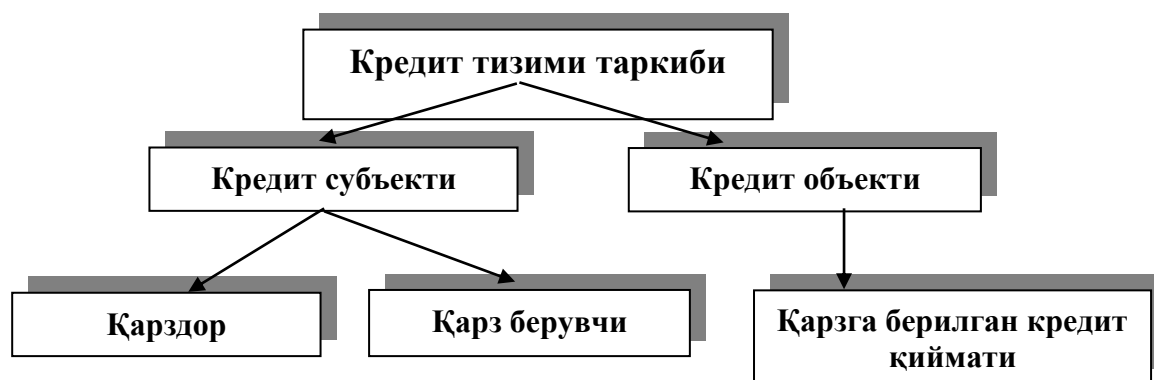 Кредит тизими таркиби
Кредит субъекти
Кредит объекти
Қарздор
Қарз берувчи
Қарзга берилган кредит
қиймати